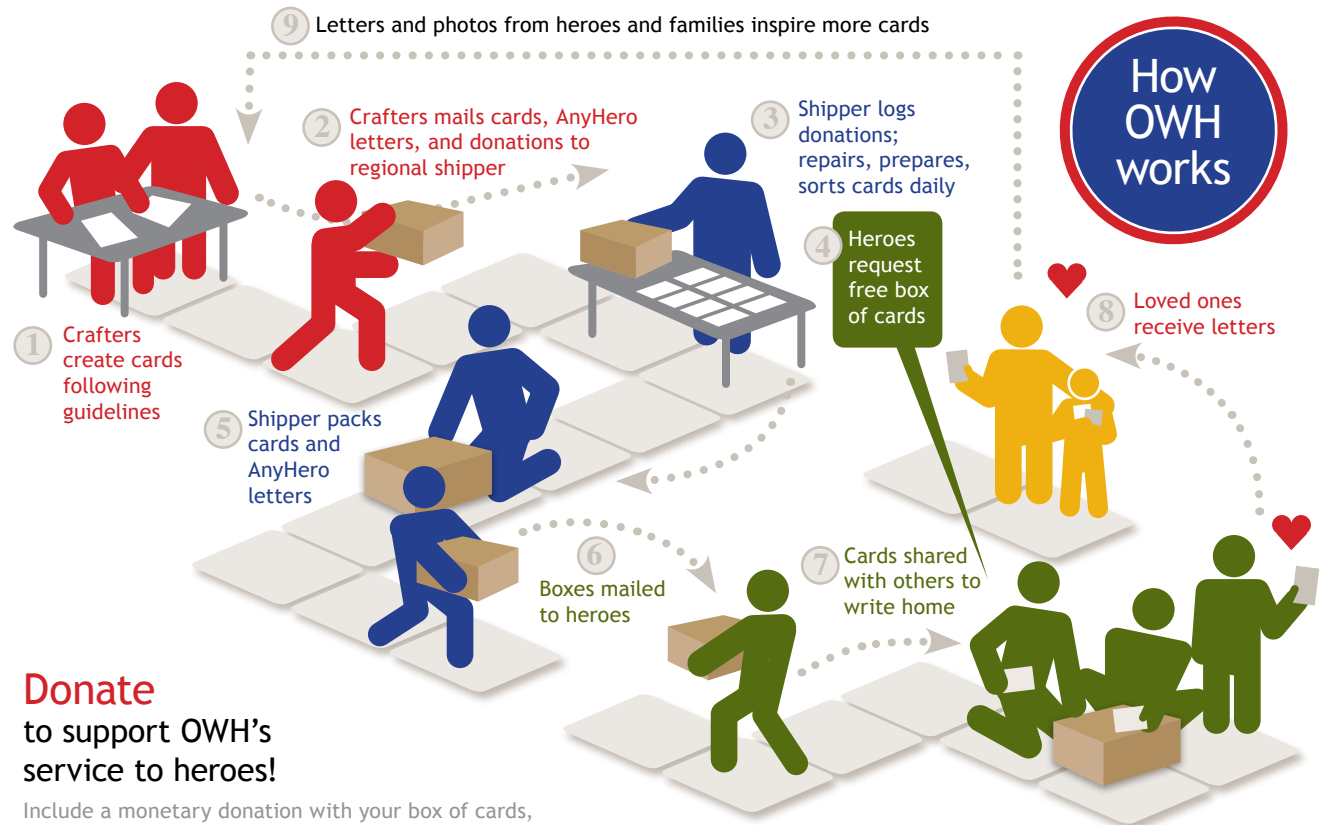 9 Letters and photos from heroes and families inspire more cards
How
OWH
works
2 Crafters mails cards, AnyHero
letters, and donations to
regional shipper
3 Shipper logs
donations;
repairs, prepares,
sorts cards daily
4 Heroes
request
free box
of cards
8 Loved ones
receive letters
1 Crafters
create cards
following
guidelines
5 Shipper packs
cards and
AnyHero
letters
6
Boxes mailed
to heroes
7 Cards shared
with others to
write home
Donate
to support OWH’s
service to heroes!
Include a monetary donation with your box of cards,